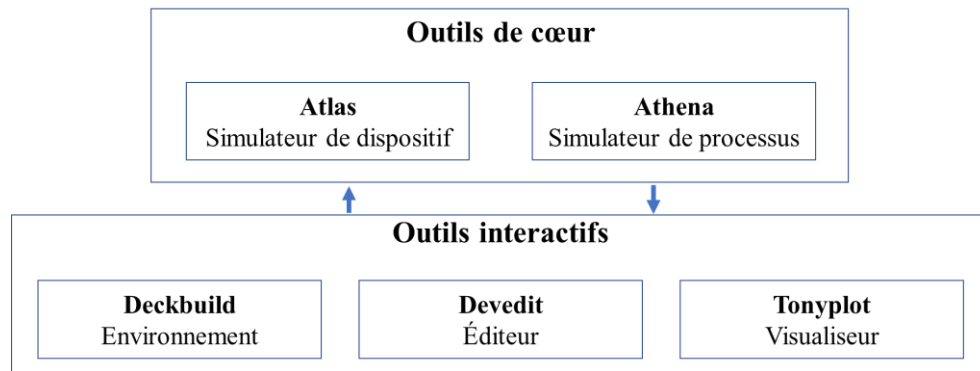 Outils de cœur
Atlas
Simulateur de dispositif
Athena
Simulateur de processus
Outils interactifs
Deckbuild
Environnement
Devedit
Éditeur
Tonyplot
Visualiseur